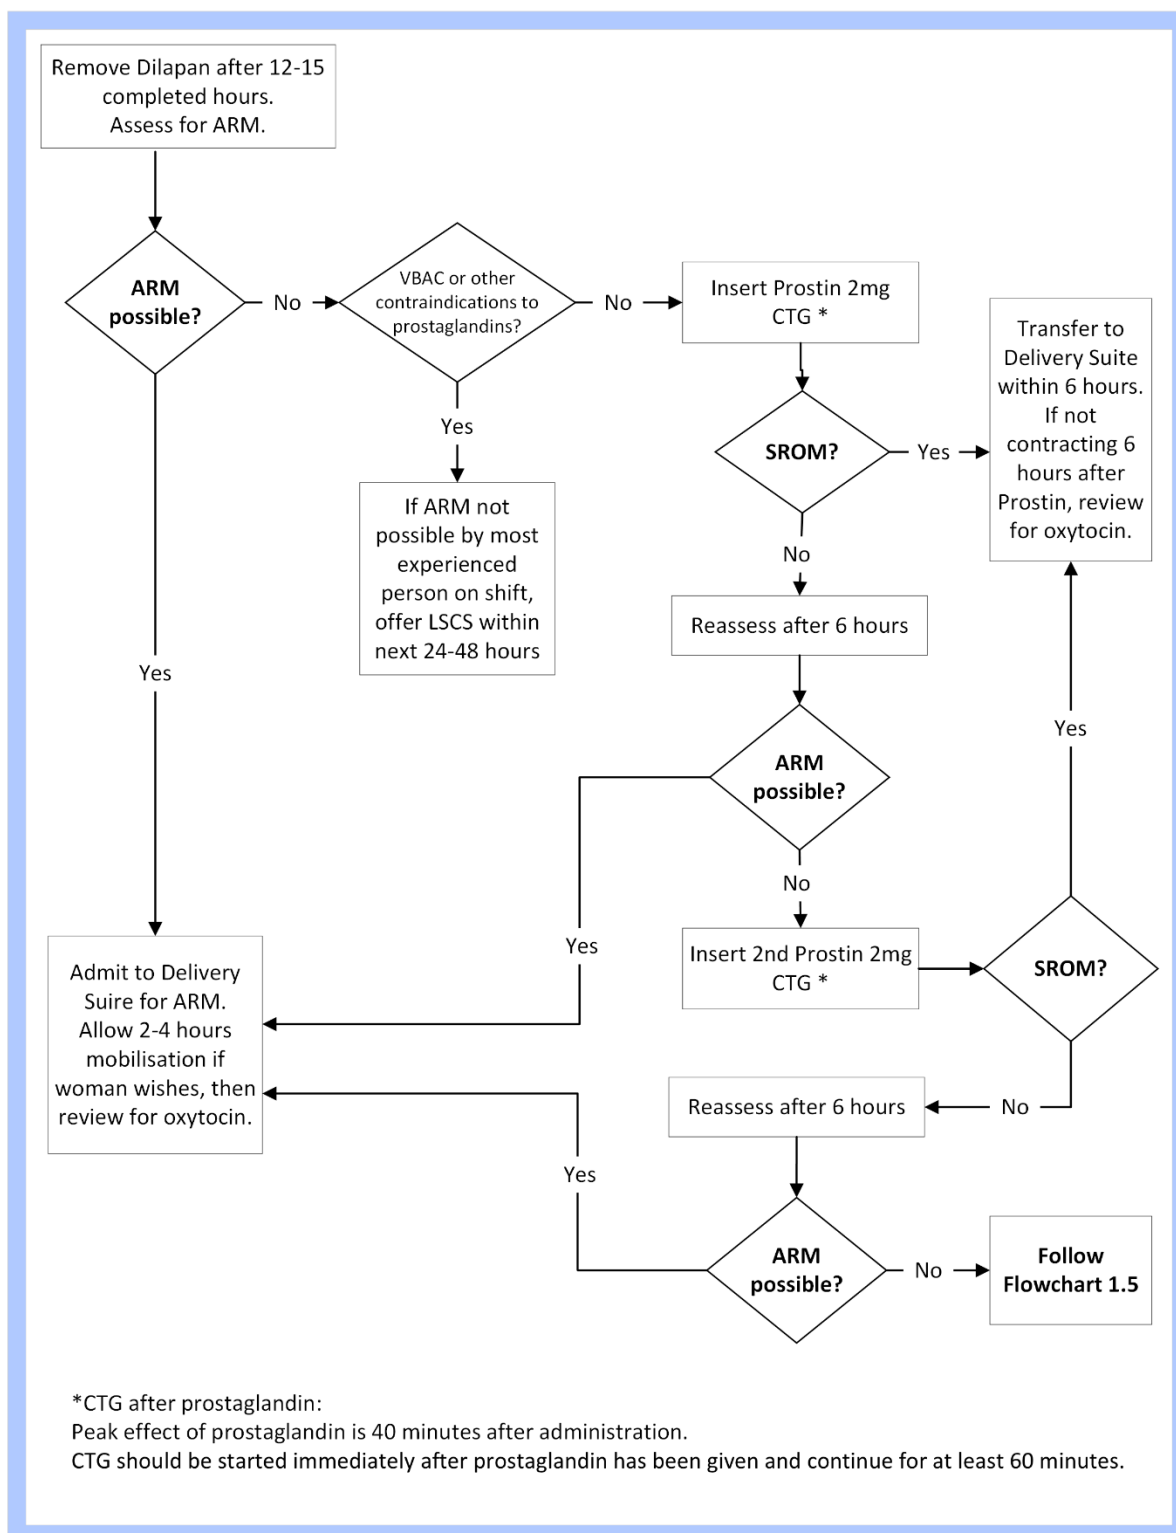 Remove Dilapan after 12-15
completed hours.
Assess for ARM.
ARM
possible?
No
VBAC or other
contraindications to
prostaglandins?
No
Insert Prostin 2mg
CTG *
Transfer to
Delivery Suite
within 6 hours.
If not
contracting 6
hours after
Prostin, review
for oxytocin.
Yes
SROM?
Yes
If ARM not
possible by most
experienced
person on shift,
offer LSCS within
next 24-48 hours
No
Reassess after 6 hours
Yes
ARM
possible?
Yes
No
Yes
Insert 2nd Prostin 2mg
CTG *
SROM?
Admit to Delivery
Suire for ARM.
Allow 2-4 hours
mobilisation if
woman wishes, then
review for oxytocin.
Reassess after 6 hours
No
Yes
ARM
possible?
No
Follow
Flowchart 1.5
*CTG after prostaglandin:
Peak effect of prostaglandin is 40 minutes after administration.
CTG should be started immediately after prostaglandin has been given and continue for at least 60 minutes.